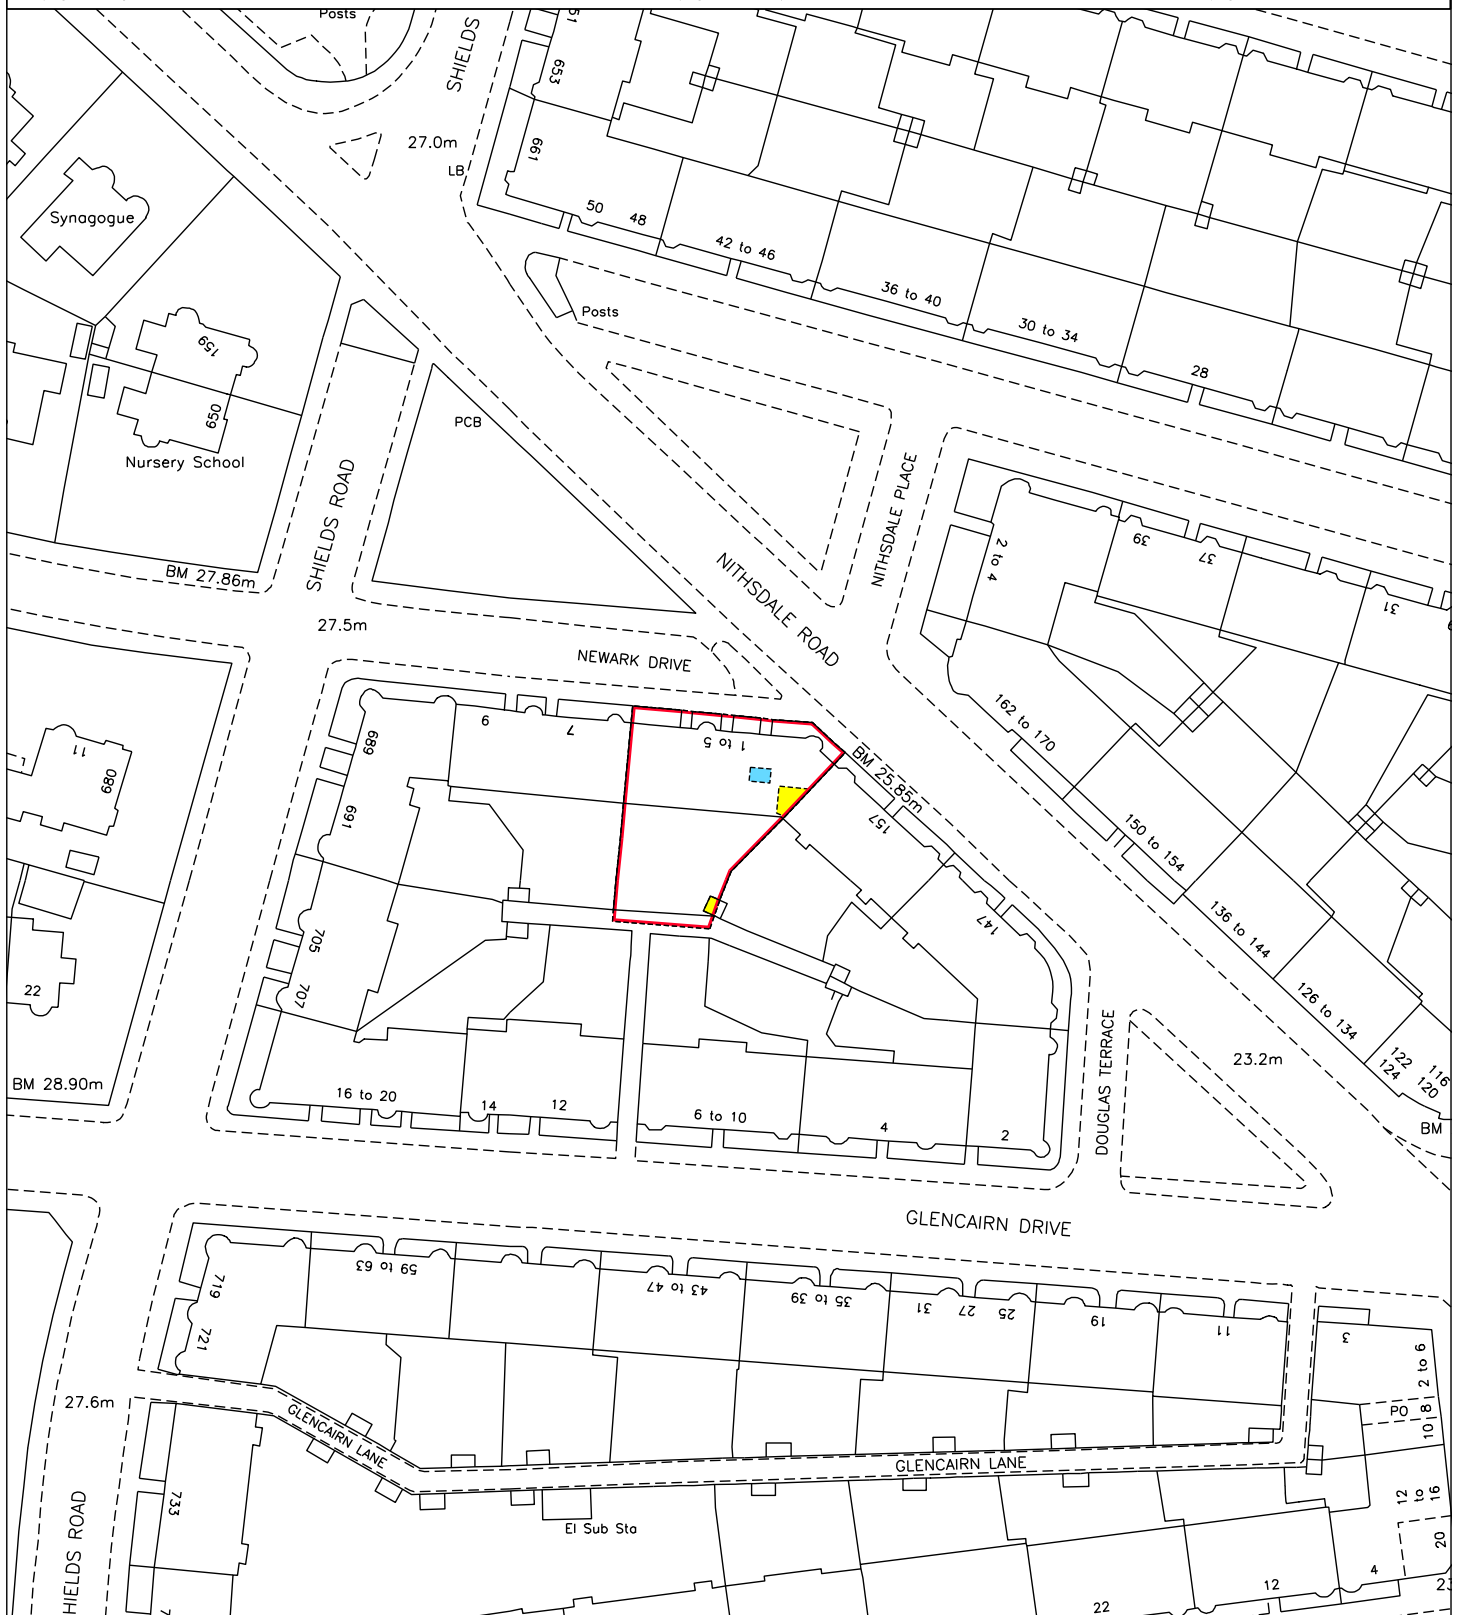 Posts
SHIELDS
653
27.0m
661
LB
Synagogue
50
48
42 to 46
36 to 40
30 to 34
28
Posts
159
650
Nursery School
PCB
SHIELDS ROAD
BM 27.86m
27.5m
NITHSDALE PLACE
NITHSDALE ROAD
2 to 4
39
37
31
NEWARK DRIVE
9
7
1 to 5
BM 25.85m
157
147
162 to 170
150 to 154
136 to 144
126 to 134
122
124
116
120
11
680
689
691
705
707
22
BM 28.90m
16 to 20
14
12
6 to 10
4
2
DOUGLAS TERRACE
23.2m
BM
GLENCAIRN DRIVE
719
721
59 to 63
43 to 47
35 to 39
31
27
25
19
11
3
2 to 6
PO
8
10
27.6m
GLENCAIRN LANE
GLENCAIRN LANE
733
El Sub Sta
12
to
16
20
4
12
22
HIELDS ROAD